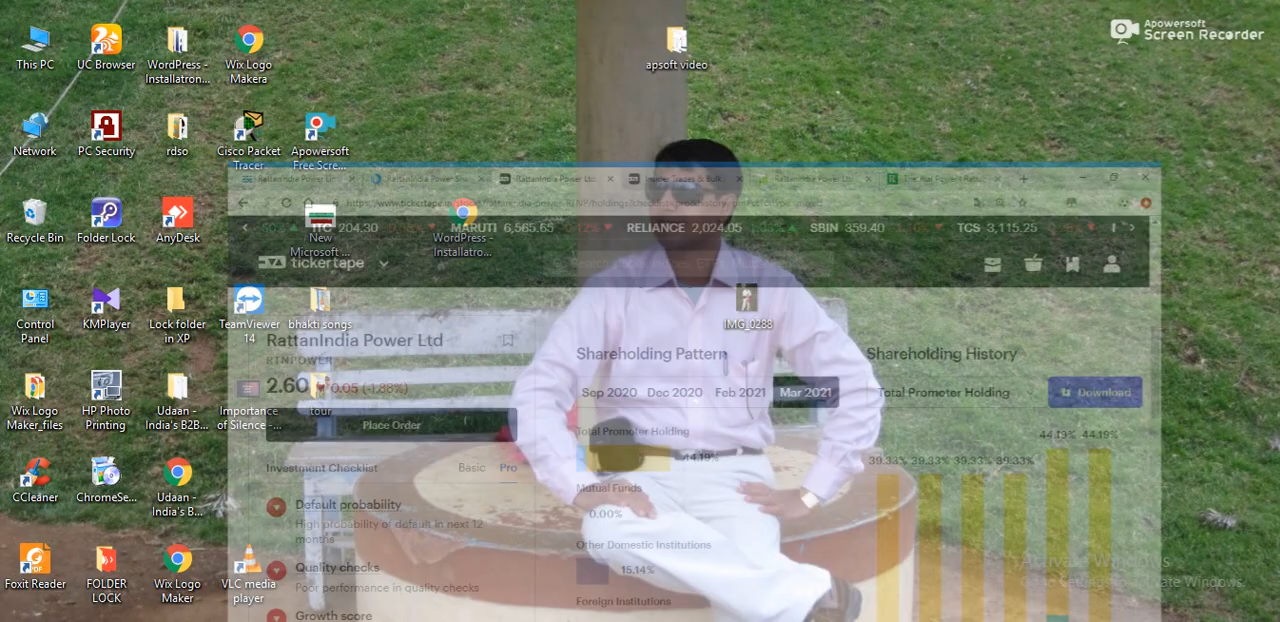 Apowersoft
Screen Recorder
This PC
UC Browser
WordPress -
Installatron...
Wix Logo
Makera
apsoft video
Network
PC Security
rdso
Cisco Packet
Tracer
Apowersoft
Free Scre...
Recycle Bin
Folder Lock
AnyDesk
New
Microsoft ...
WordPress -
Installatro...
ITC 204.30
MARUTI 6,565.65
RELIANCE 2,024.05
SBIN 359.40
TCS 3,115.25
tickertape
Control
Panel
KMPlayer
Lock folder
in XP
TeamViewer
14
bhakti songs
IMG_0288
RattanIndia Power Ltd
RTNPOWER
2.60 0.05 (-1.88%)
Place Order
Shareholding Pattern
Sep 2020 Dec 2020 Feb 2021 Mar 2021
Shareholding History
Total Promoter Holding
Download
Wix Logo
Maker_files
HP Photo
Printing
Udaan -
India's B2B...
Importance
of Silence -...
tour
Total Promoter Holding
44.19%
44.19% 44.19%
39.33% 39.33% 39.33% 39.33%
Investment Checklist
Basic Pro
Mutual Funds
0.00%
CCleaner
ChromeSe...
Udaan -
India's B...
Default probability
High probability of default in next 12
months
Other Domestic Institutions
15.14%
Quality checks
Poor performance in quality checks
Foreign Institutions
Growth score
Foxit Reader
FOLDER
LOCK
Wix Logo
Maker
VLC media
player
Activate Windows
Go to Settings to activate Windows.